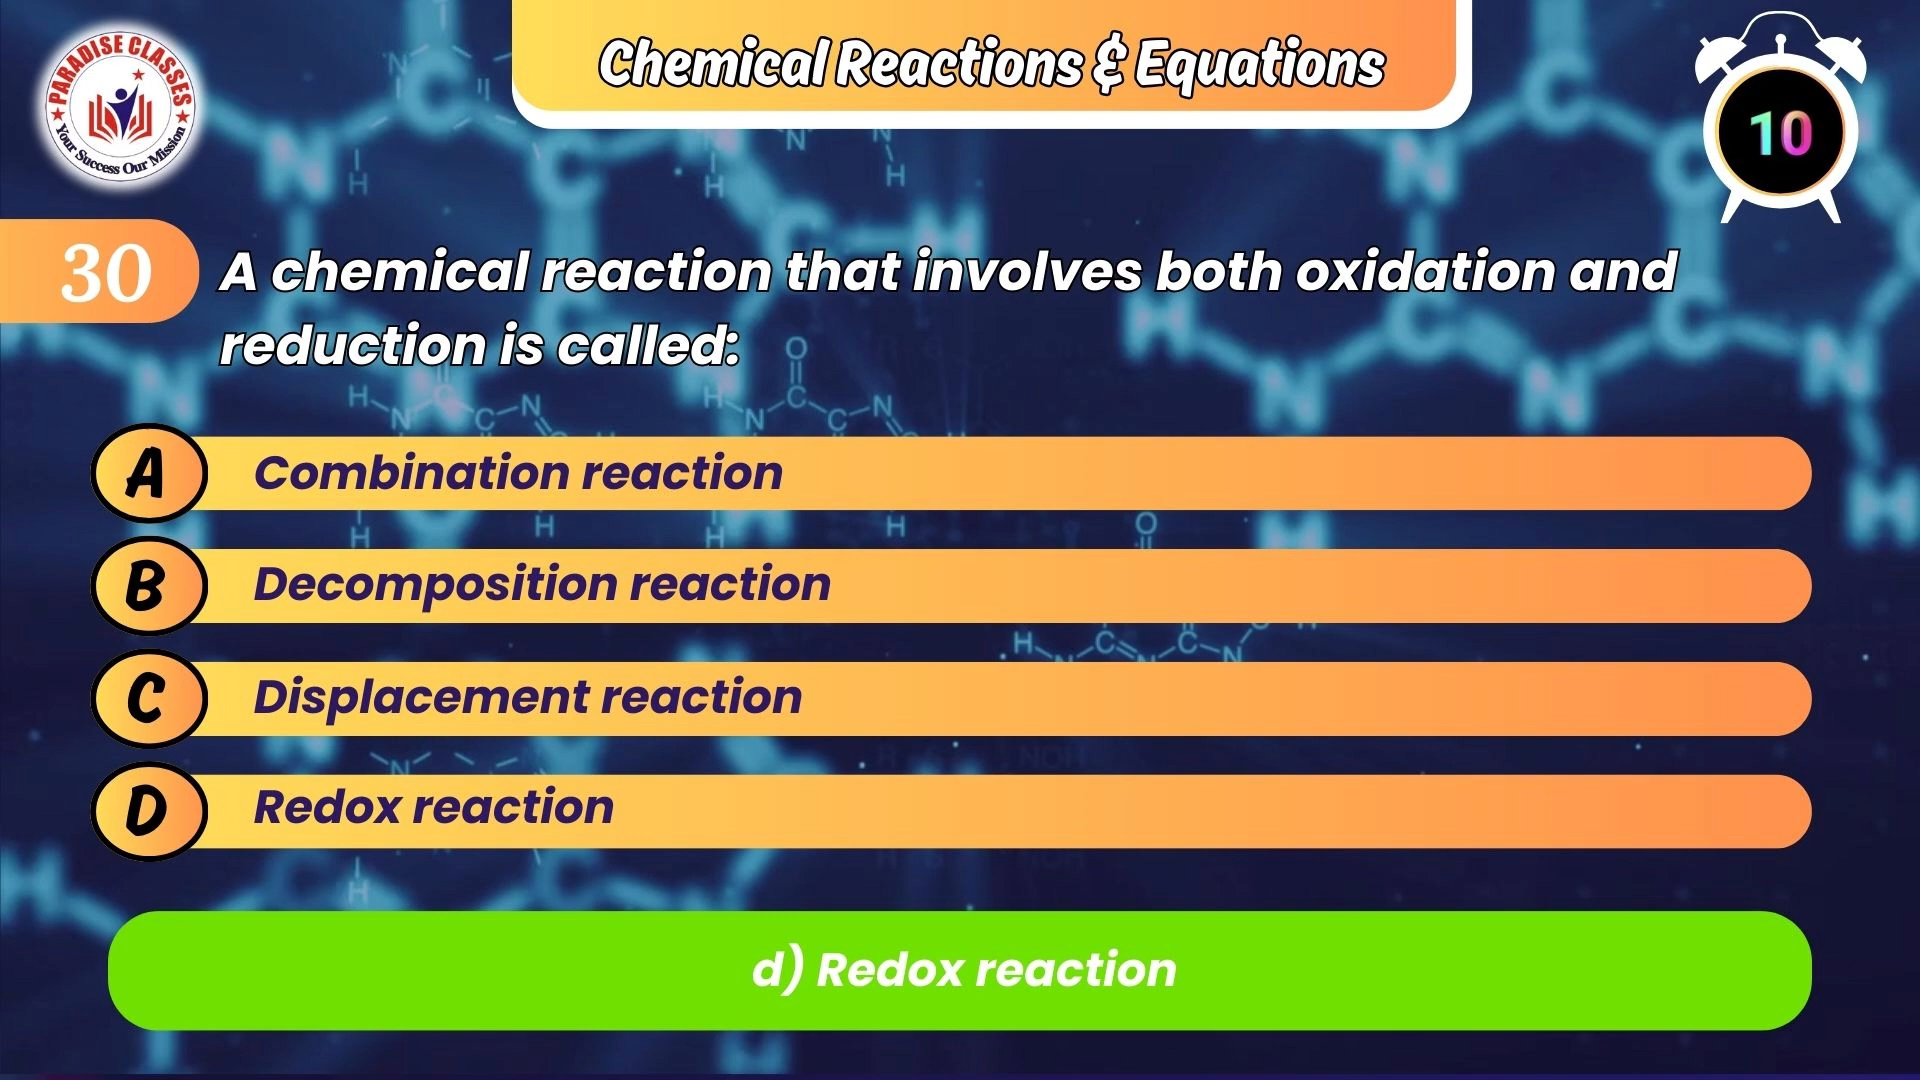 PARADISE CLASSES
Your Success Our Mission
Chemical Reactions & Equations
10
30
A chemical reaction that involves both oxidation and
reduction is called:
A Combination reaction
B Decomposition reaction
C Displacement reaction
D Redox reaction
d) Redox reaction